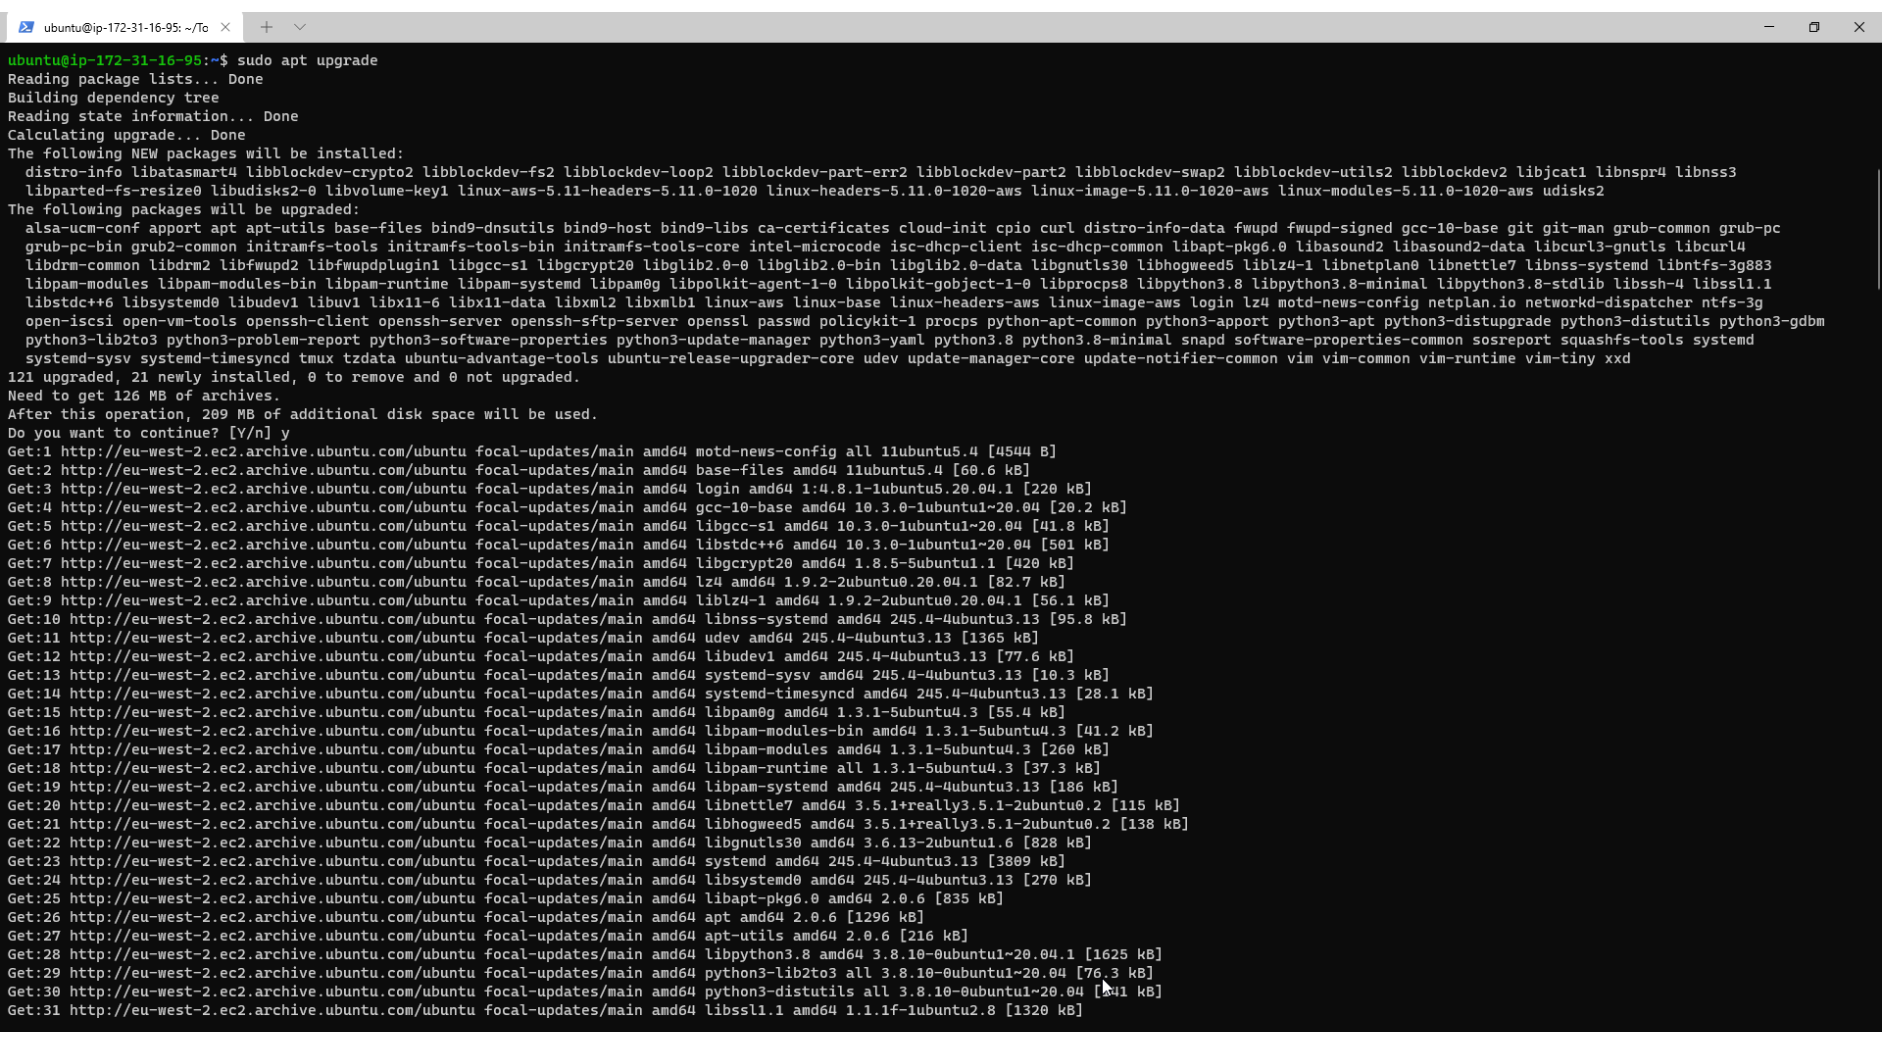 ubuntu@ip-172-31-16-95: ~/To
ubuntu@ip-172-31-16-95:~$ sudo apt upgrade
Reading package lists... Done
Building dependency tree
Reading state information... Done
Calculating upgrade... Done
The following NEW packages will be installed:
  distro-info libatasmart4 libblockdev-crypto2 libblockdev-fs2 libblockdev-loop2 libblockdev-part-err2 libblockdev-part2 libblockdev-swap2 libblockdev-utils2 libblockdev2 libjcat1 libnspr4 libnss3
  libparted-fs-resize0 libudisks2-0 libvolume-key1 linux-aws-5.11-headers-5.11.0-1020 linux-headers-5.11.0-1020-aws linux-image-5.11.0-1020-aws linux-modules-5.11.0-1020-aws udisks2
The following packages will be upgraded:
  alsa-ucm-conf apport apt apt-utils base-files bind9-dnsutils bind9-host bind9-libs ca-certificates cloud-init cpio curl distro-info-data fwupd fwupd-signed gcc-10-base git git-man grub-common grub-pc
  grub-pc-bin grub2-common initramfs-tools initramfs-tools-bin initramfs-tools-core intel-microcode isc-dhcp-client isc-dhcp-common libapt-pkg6.0 libasound2 libasound2-data libcurl3-gnutls libcurl4
  libdrm-common libdrm2 libfwupd2 libfwupdplugin1 libgcc-s1 libgcrypt20 libglib2.0-0 libglib2.0-bin libglib2.0-data libgnutls30 libhogweed5 liblz4-1 libnetplan0 libnettle7 libnss-systemd libntfs-3g883
  libpam-modules libpam-modules-bin libpam-runtime libpam-systemd libpam0g libpolkit-agent-1-0 libpolkit-gobject-1-0 libprocps8 libpython3.8 libpython3.8-minimal libpython3.8-stdlib libssh-4 libssl1.1
  libstdc++6 libsystemd0 libudev1 libuv1 libx11-6 libx11-data libxml2 libxmlb1 linux-aws linux-base linux-headers-aws linux-image-aws login lz4 motd-news-config netplan.io networkd-dispatcher ntfs-3g
  open-iscsi open-vm-tools openssh-client openssh-server openssh-sftp-server openssl passwd policykit-1 procps python-apt-common python3-apport python3-apt python3-distupgrade python3-distutils python3-gdbm
  python3-lib2to3 python3-problem-report python3-software-properties python3-update-manager python3-yaml python3.8 python3.8-minimal snapd software-properties-common sosreport squashfs-tools systemd
  systemd-sysv systemd-timesyncd tmux tzdata ubuntu-advantage-tools ubuntu-release-upgrader-core udev update-manager-core update-notifier-common vim vim-common vim-runtime vim-tiny xxd
121 upgraded, 21 newly installed, 0 to remove and 0 not upgraded.
Need to get 126 MB of archives.
After this operation, 209 MB of additional disk space will be used.
Do you want to continue? [Y/n] y
Get:1 http://eu-west-2.ec2.archive.ubuntu.com/ubuntu focal-updates/main amd64 motd-news-config all 11ubuntu5.4 [4544 B]
Get:2 http://eu-west-2.ec2.archive.ubuntu.com/ubuntu focal-updates/main amd64 base-files amd64 11ubuntu5.4 [60.6 kB]
Get:3 http://eu-west-2.ec2.archive.ubuntu.com/ubuntu focal-updates/main amd64 login amd64 1:4.8.1-1ubuntu5.20.04.1 [220 kB]
Get:4 http://eu-west-2.ec2.archive.ubuntu.com/ubuntu focal-updates/main amd64 gcc-10-base amd64 10.3.0-1ubuntu1~20.04 [20.2 kB]
Get:5 http://eu-west-2.ec2.archive.ubuntu.com/ubuntu focal-updates/main amd64 libgcc-s1 amd64 10.3.0-1ubuntu1~20.04 [41.8 kB]
Get:6 http://eu-west-2.ec2.archive.ubuntu.com/ubuntu focal-updates/main amd64 libstdc++6 amd64 10.3.0-1ubuntu1~20.04 [501 kB]
Get:7 http://eu-west-2.ec2.archive.ubuntu.com/ubuntu focal-updates/main amd64 libgcrypt20 amd64 1.8.5-5ubuntu1.1 [420 kB]
Get:8 http://eu-west-2.ec2.archive.ubuntu.com/ubuntu focal-updates/main amd64 lz4 amd64 1.9.2-2ubuntu0.20.04.1 [82.7 kB]
Get:9 http://eu-west-2.ec2.archive.ubuntu.com/ubuntu focal-updates/main amd64 liblz4-1 amd64 1.9.2-2ubuntu0.20.04.1 [56.1 kB]
Get:10 http://eu-west-2.ec2.archive.ubuntu.com/ubuntu focal-updates/main amd64 libnss-systemd amd64 245.4-4ubuntu3.13 [95.8 kB]
Get:11 http://eu-west-2.ec2.archive.ubuntu.com/ubuntu focal-updates/main amd64 udev amd64 245.4-4ubuntu3.13 [1365 kB]
Get:12 http://eu-west-2.ec2.archive.ubuntu.com/ubuntu focal-updates/main amd64 libudev1 amd64 245.4-4ubuntu3.13 [77.6 kB]
Get:13 http://eu-west-2.ec2.archive.ubuntu.com/ubuntu focal-updates/main amd64 systemd-sysv amd64 245.4-4ubuntu3.13 [10.3 kB]
Get:14 http://eu-west-2.ec2.archive.ubuntu.com/ubuntu focal-updates/main amd64 systemd-timesyncd amd64 245.4-4ubuntu3.13 [28.1 kB]
Get:15 http://eu-west-2.ec2.archive.ubuntu.com/ubuntu focal-updates/main amd64 libpam0g amd64 1.3.1-5ubuntu4.3 [55.4 kB]
Get:16 http://eu-west-2.ec2.archive.ubuntu.com/ubuntu focal-updates/main amd64 libpam-modules-bin amd64 1.3.1-5ubuntu4.3 [41.2 kB]
Get:17 http://eu-west-2.ec2.archive.ubuntu.com/ubuntu focal-updates/main amd64 libpam-modules amd64 1.3.1-5ubuntu4.3 [260 kB]
Get:18 http://eu-west-2.ec2.archive.ubuntu.com/ubuntu focal-updates/main amd64 libpam-runtime all 1.3.1-5ubuntu4.3 [37.3 kB]
Get:19 http://eu-west-2.ec2.archive.ubuntu.com/ubuntu focal-updates/main amd64 libpam-systemd amd64 245.4-4ubuntu3.13 [186 kB]
Get:20 http://eu-west-2.ec2.archive.ubuntu.com/ubuntu focal-updates/main amd64 libnettle7 amd64 3.5.1+really3.5.1-2ubuntu0.2 [115 kB]
Get:21 http://eu-west-2.ec2.archive.ubuntu.com/ubuntu focal-updates/main amd64 libhogweed5 amd64 3.5.1+really3.5.1-2ubuntu0.2 [138 kB]
Get:22 http://eu-west-2.ec2.archive.ubuntu.com/ubuntu focal-updates/main amd64 libgnutls30 amd64 3.6.13-2ubuntu1.6 [828 kB]
Get:23 http://eu-west-2.ec2.archive.ubuntu.com/ubuntu focal-updates/main amd64 systemd amd64 245.4-4ubuntu3.13 [3809 kB]
Get:24 http://eu-west-2.ec2.archive.ubuntu.com/ubuntu focal-updates/main amd64 libsystemd0 amd64 245.4-4ubuntu3.13 [270 kB]
Get:25 http://eu-west-2.ec2.archive.ubuntu.com/ubuntu focal-updates/main amd64 libapt-pkg6.0 amd64 2.0.6 [835 kB]
Get:26 http://eu-west-2.ec2.archive.ubuntu.com/ubuntu focal-updates/main amd64 apt amd64 2.0.6 [1296 kB]
Get:27 http://eu-west-2.ec2.archive.ubuntu.com/ubuntu focal-updates/main amd64 apt-utils amd64 2.0.6 [216 kB]
Get:28 http://eu-west-2.ec2.archive.ubuntu.com/ubuntu focal-updates/main amd64 libpython3.8 amd64 3.8.10-0ubuntu1~20.04.1 [1625 kB]
Get:29 http://eu-west-2.ec2.archive.ubuntu.com/ubuntu focal-updates/main amd64 python3-lib2to3 all 3.8.10-0ubuntu1~20.04 [76.3 kB]
Get:30 http://eu-west-2.ec2.archive.ubuntu.com/ubuntu focal-updates/main amd64 python3-distutils all 3.8.10-0ubuntu1~20.04 kB]
Get:31 http://eu-west-2.ec2.archive.ubuntu.com/ubuntu focal-updates/main amd64 libssl1.1 amd64 1.1.1f-1ubuntu2.8 [1320 kB]